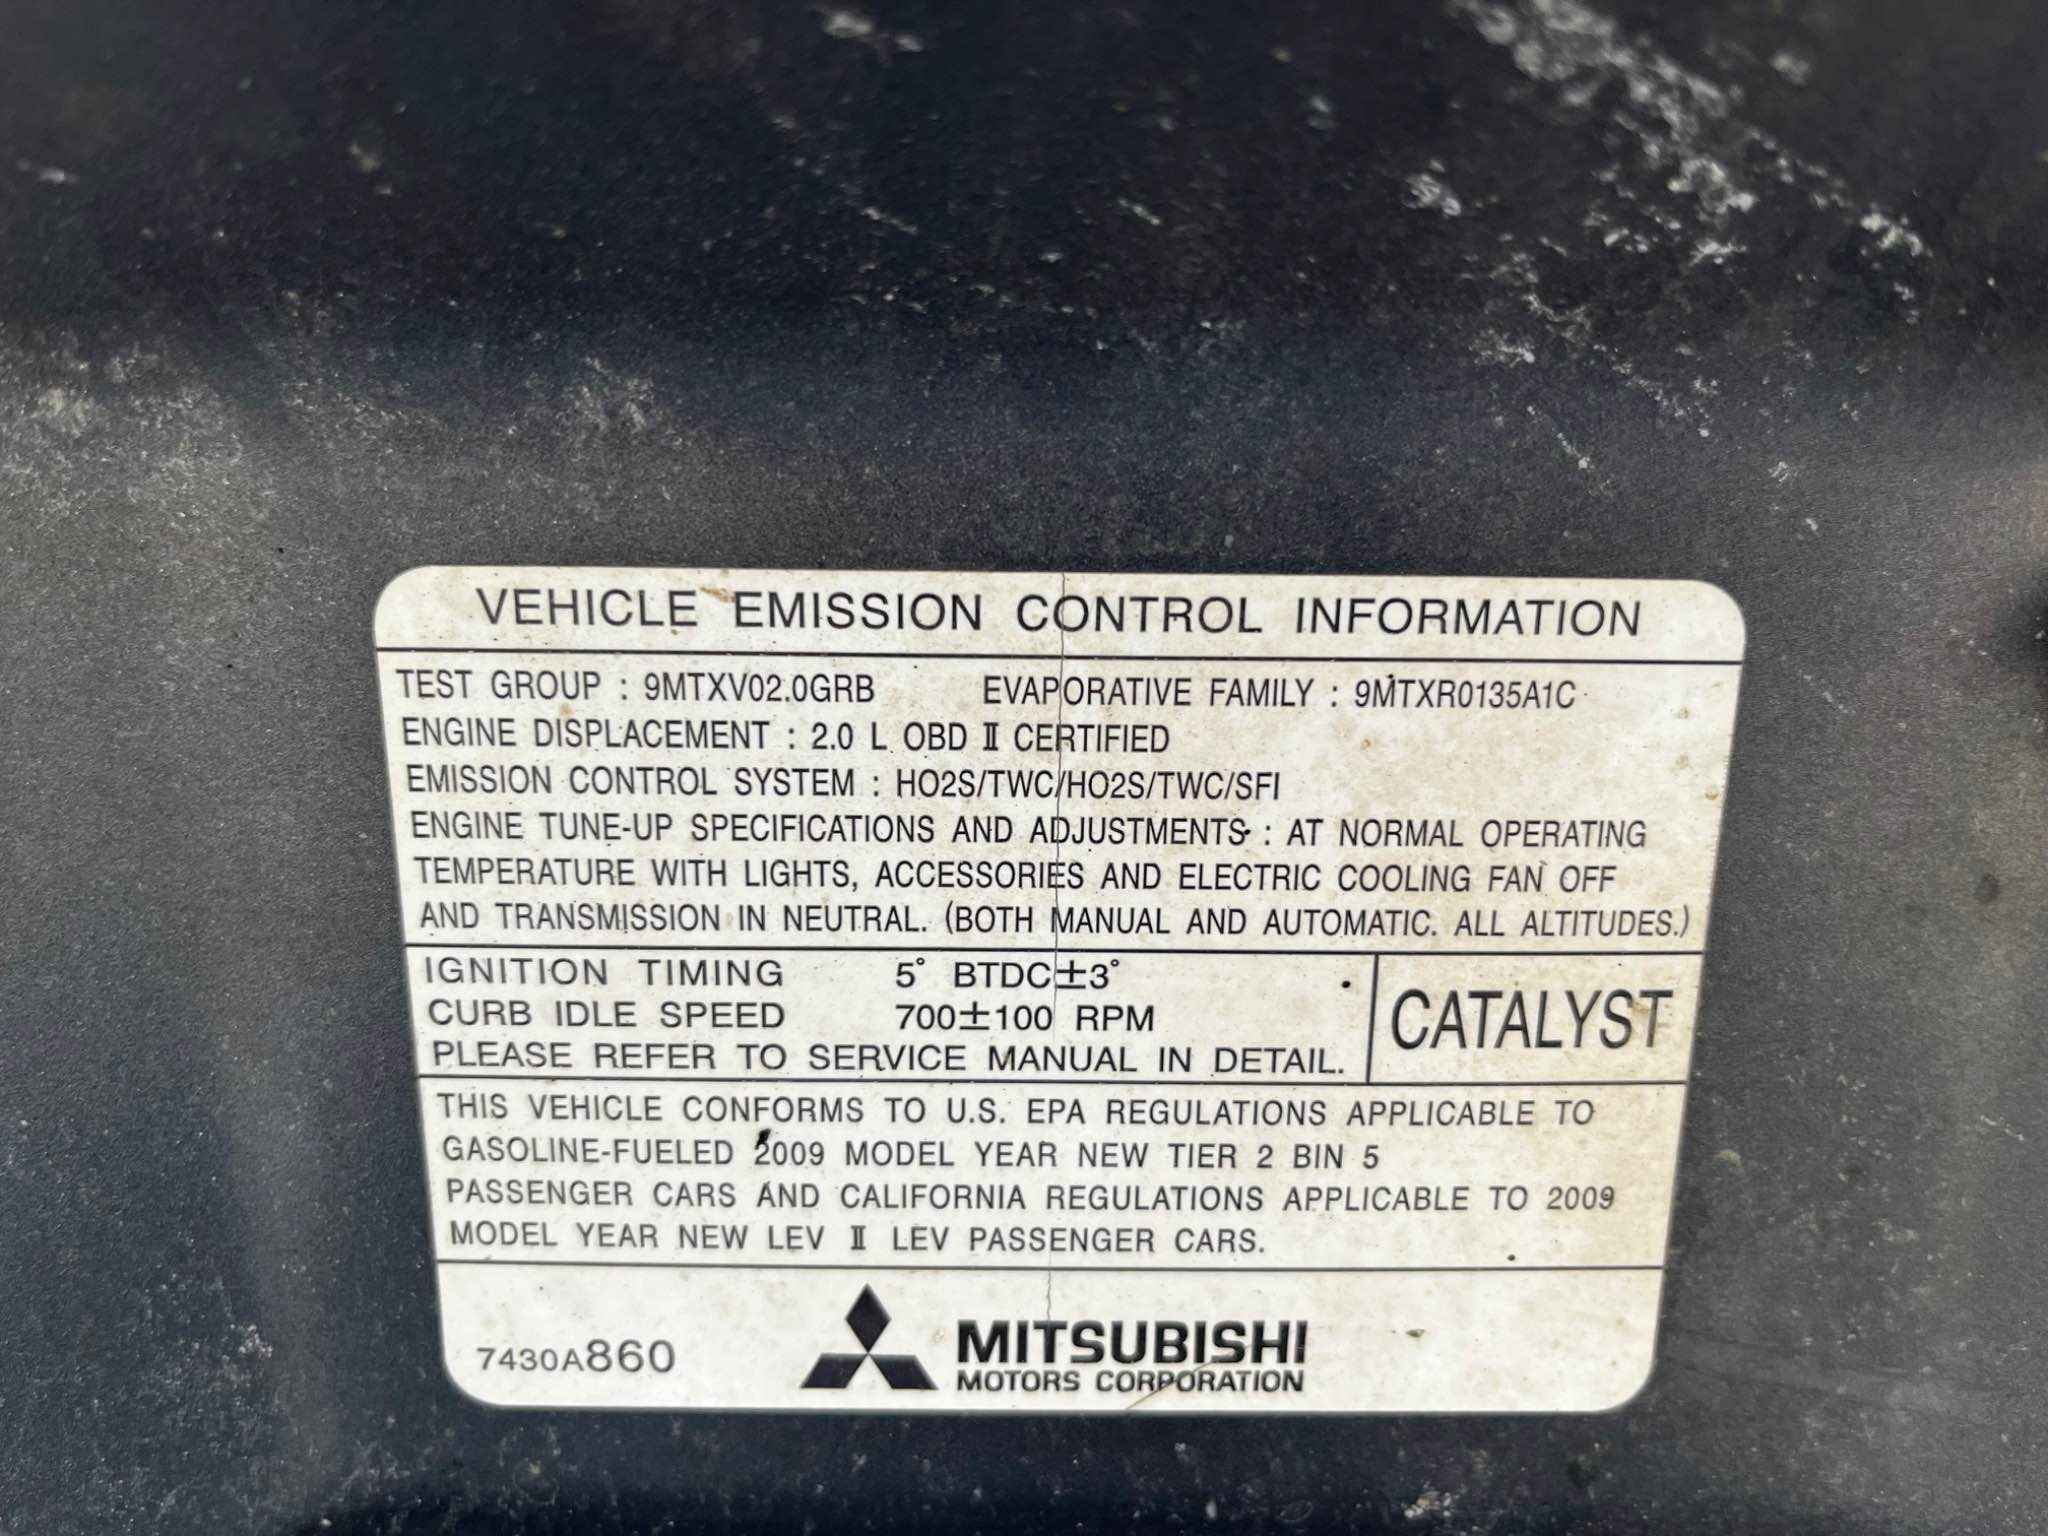 VEHICLE EMISSION CONTROL INFORMATION
TEST GROUP : 9MTXV02.0GRB EVAPORATIVE FAMILY : 9MTXR0135A1C
ENGINE DISPLACEMENT : 2.0 L OBD Ⅱ CERTIFIED
EMISSION CONTROL SYSTEM : HO2S/TWC/HO2S/TWC/SFI
ENGINE TUNE-UP SPECIFICATIONS AND ADJUSTMENTS : AT NORMAL OPERATING
TEMPERATURE WITH LIGHTS, ACCESSORIES AND ELECTRIC COOLING FAN OFF
AND TRANSMISSION IN NEUTRAL. (BOTH MANUAL AND AUTOMATIC. ALL ALTITUDES.)
IGNITION TIMING 5° BTDC±3°
CURB IDLE SPEED 700±100 RPM
PLEASE REFER TO SERVICE MANUAL IN DETAIL.
CATALYST
THIS VEHICLE CONFORMS TO U.S. EPA REGULATIONS APPLICABLE TO
GASOLINE-FUELED 2009 MODEL YEAR NEW TIER 2 BIN 5
PASSENGER CARS AND CALIFORNIA REGULATIONS APPLICABLE TO 2009
MODEL YEAR NEW LEV Ⅱ LEV PASSENGER CARS.
7430A860
MITSUBISHI
MOTORS CORPORATION